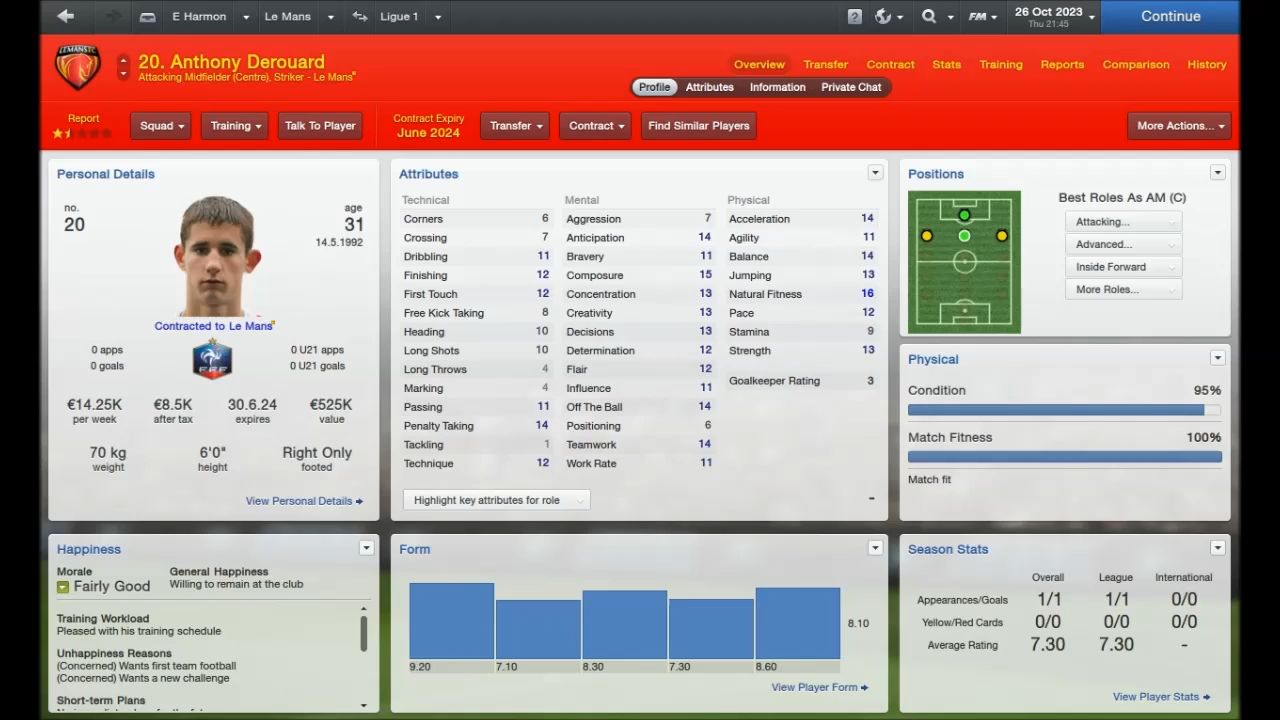 E Harmon
Le Mans
Ligue 1
?
FM
26 Oct 2023
Thu 21:45
Continue
LE MANS FC
20. Anthony Derouard
Attacking Midfielder (Centre), Striker - Le Mans
Overview Transfer Contract Stats Training Reports Comparison History
Profile Attributes Information Private Chat
Report
Squad
Training
Talk To Player
Contract Expiry
June 2024
Transfer
Contract
Find Similar Players
More Actions...
Personal Details
no.
20
age
31
14.5.1992
Contracted to Le Mans
0 apps
0 goals
FFF
0 U21 apps
0 U21 goals
€14.25K per week
€8.5K after tax
30.6.24 expires
€525K value
70 kg weight
6'0" height
Right Only footed
View Personal Details
Attributes
Technical
Corners 6
Crossing 7
Dribbling 11
Finishing 12
First Touch 12
Free Kick Taking 8
Heading 10
Long Shots 10
Long Throws 4
Marking 4
Passing 11
Penalty Taking 14
Tackling 1
Technique 12
Mental
Aggression 7
Anticipation 14
Bravery 11
Composure 15
Concentration 13
Creativity 13
Decisions 13
Determination 12
Flair 12
Influence 11
Off The Ball 14
Positioning 6
Teamwork 14
Work Rate 11
Physical
Acceleration 14
Agility 11
Balance 14
Jumping 13
Natural Fitness 16
Pace 12
Stamina 9
Strength 13
Goalkeeper Rating 3
Highlight key attributes for role
-
Positions
Best Roles As AM (C)
Attacking...
Advanced...
Inside Forward
More Roles...
Physical
Condition 95%
Match Fitness 100%
Match fit
Happiness
Morale
Fairly Good
General Happiness
Willing to remain at the club
Training Workload
Pleased with his training schedule
Unhappiness Reasons
(Concerned) Wants first team football
(Concerned) Wants a new challenge
Short-term Plans
Form
9.20 7.10 8.30 7.30 8.60
8.10
View Player Form
Season Stats
Overall League International
Appearances/Goals 1/1 1/1 0/0
Yellow/Red Cards 0/0 0/0 0/0
Average Rating 7.30 7.30 -
View Player Stats